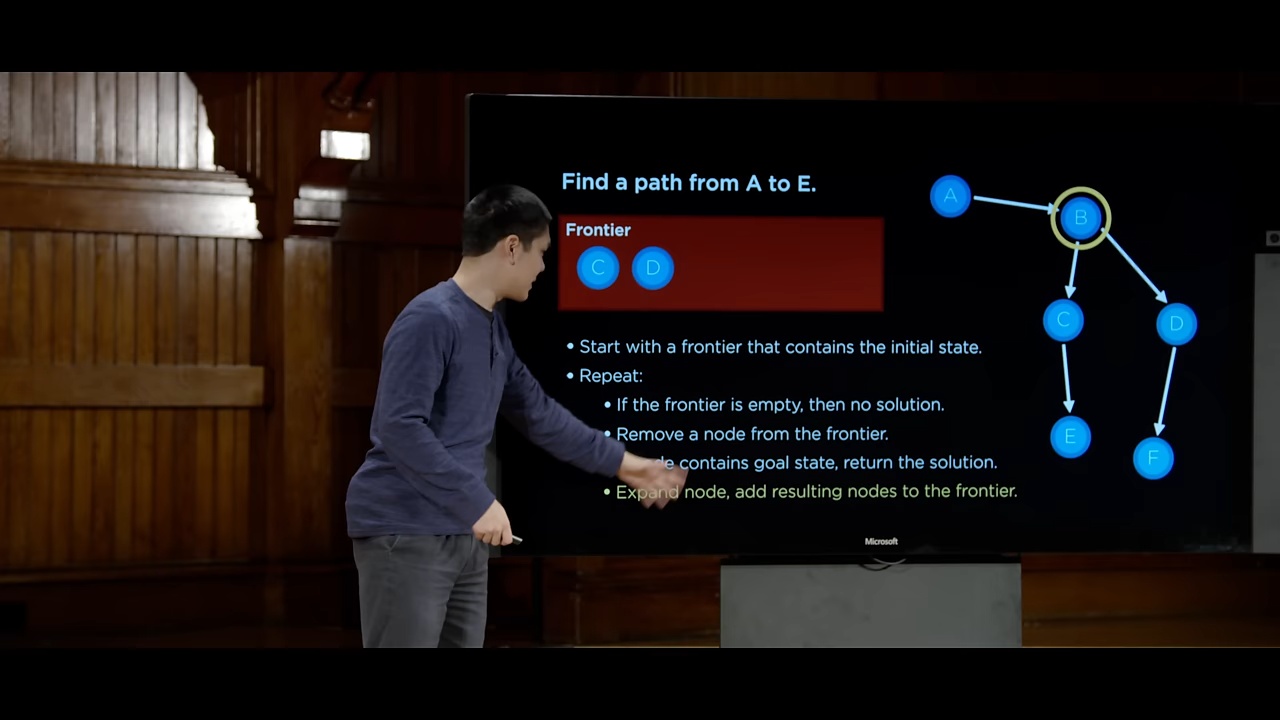 Find a path from A to E.
Frontier
C D
• Start with a frontier that contains the initial state.
• Repeat:
• If the frontier is empty, then no solution.
• Remove a node from the frontier.
contains goal state, return the solution.
• Expand node, add resulting nodes to the frontier.
A
B
C
D
E
F
Microsoft